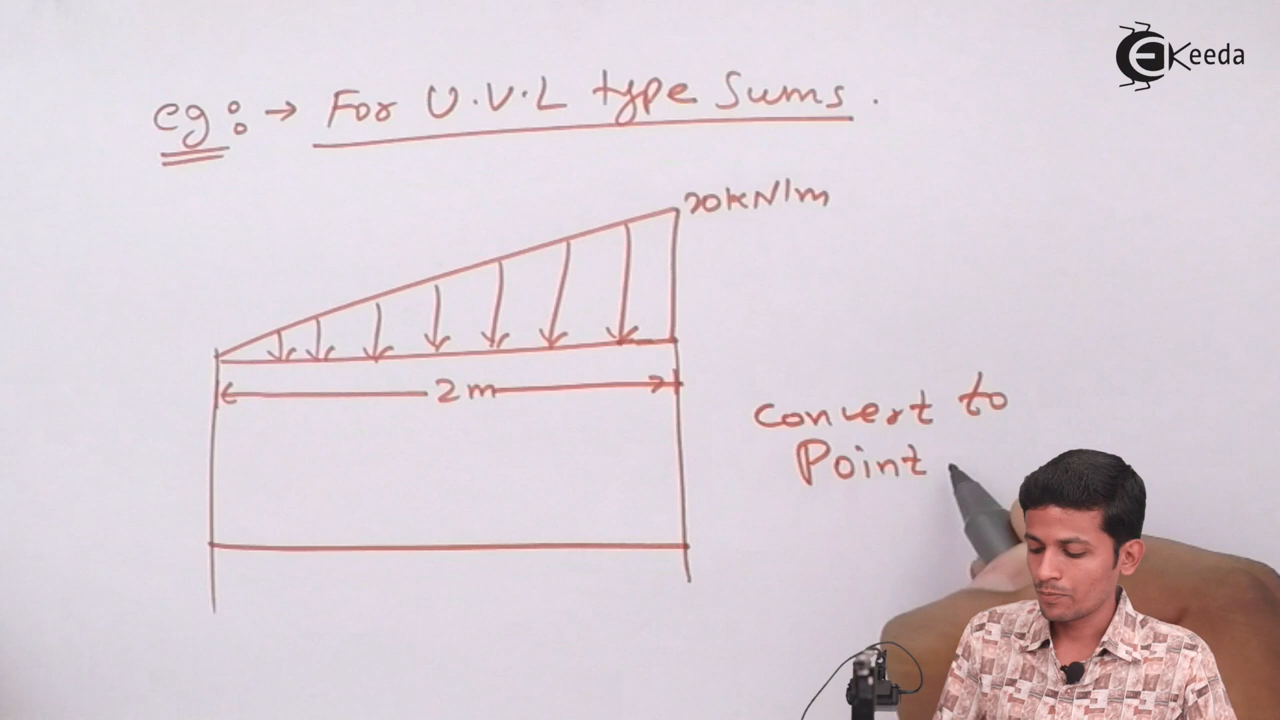 EKeeda
eg: → For U.V.L type Sums.
20kN/m
2m
Convert to
Point